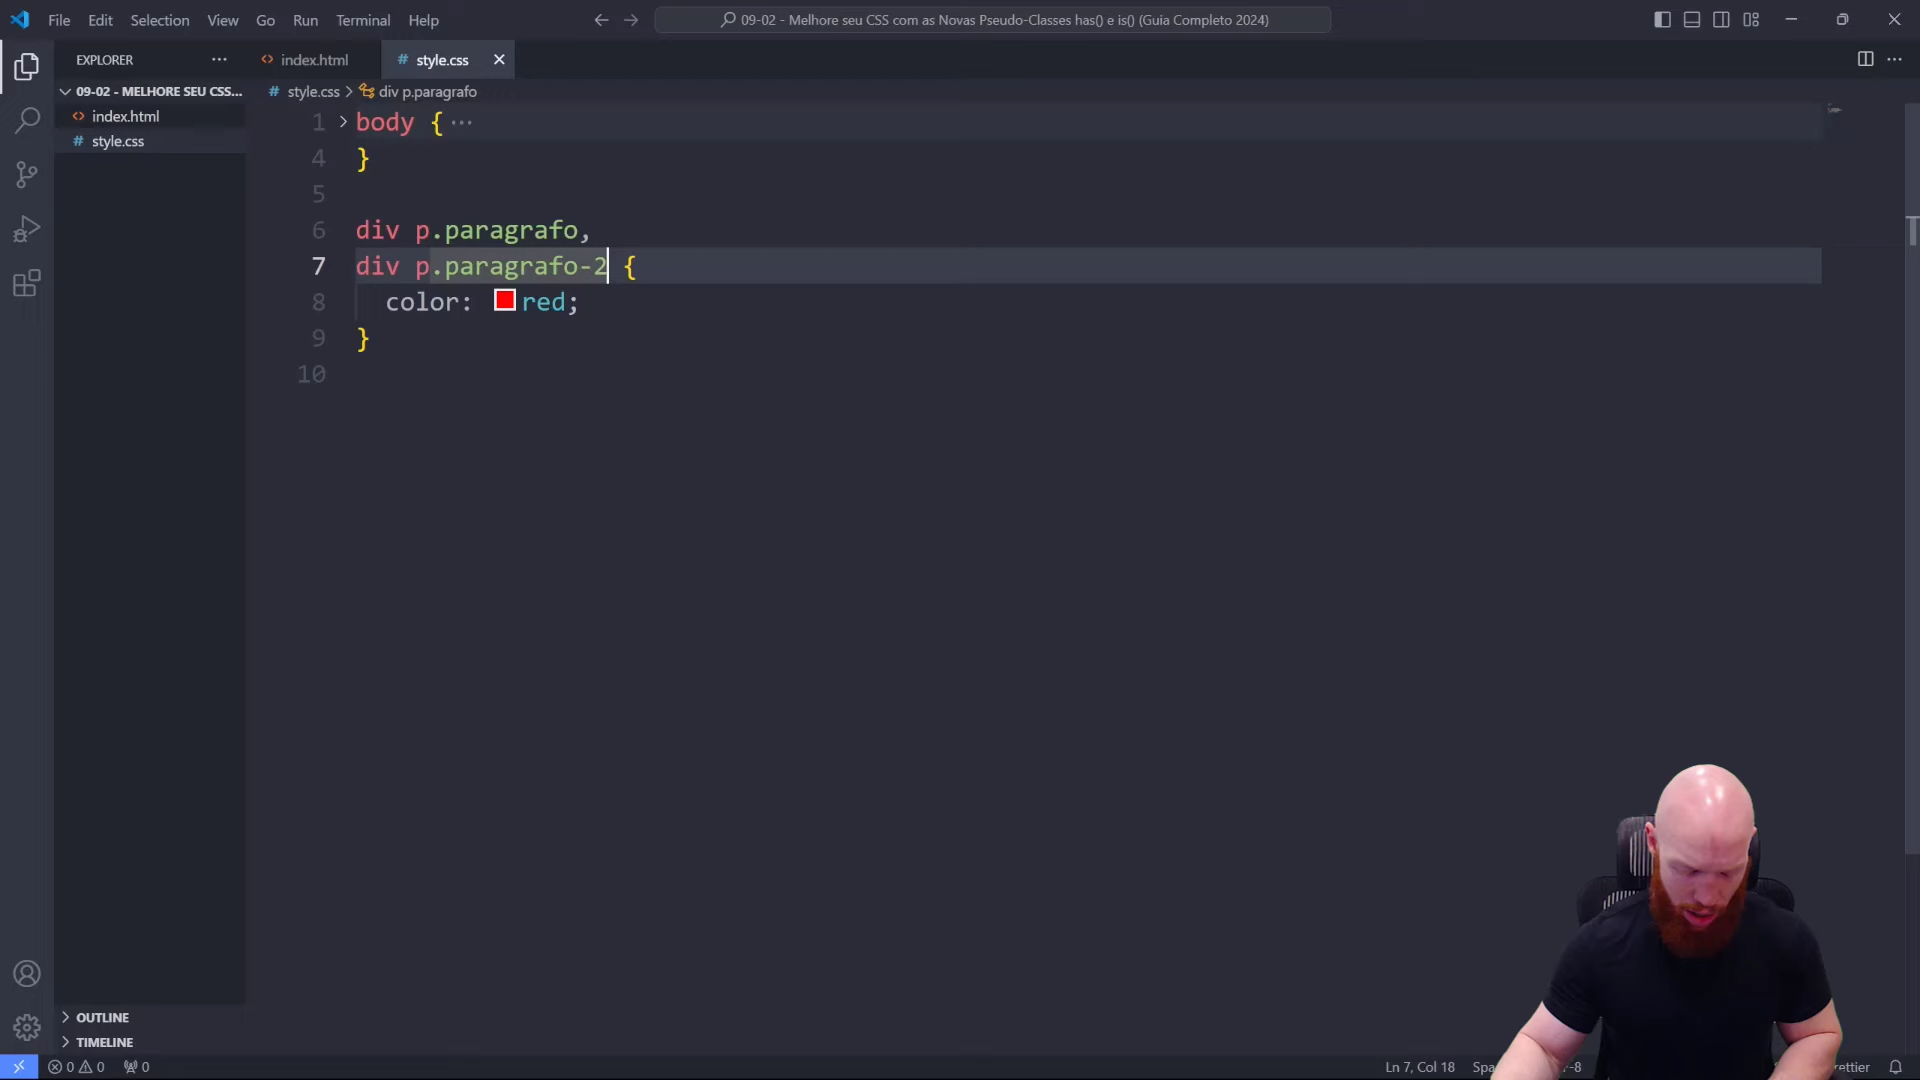 File Edit Selection View Go Run Terminal Help
09-02 - Melhore seu CSS com as Novas Pseudo-Classes has() e is() (Guia Completo 2024)
EXPLORER
index.html
style.css
09-02 - MELHORE SEU CSS...
index.html
style.css
style.css > div p.paragrafo
1 body { ...
4 }
5
6 div p.paragrafo,
7 div p.paragrafo-2 {
8 color: red;
9 }
10
OUTLINE
TIMELINE
0 0 0
Ln 7, Col 18